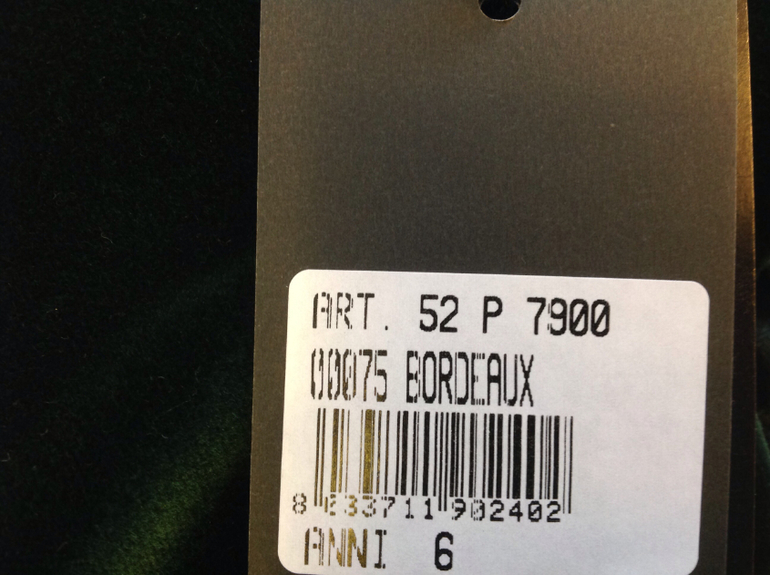 ART. 52 P 7900
00075 BORDEAUX
8 033711 902402
ANNI 6